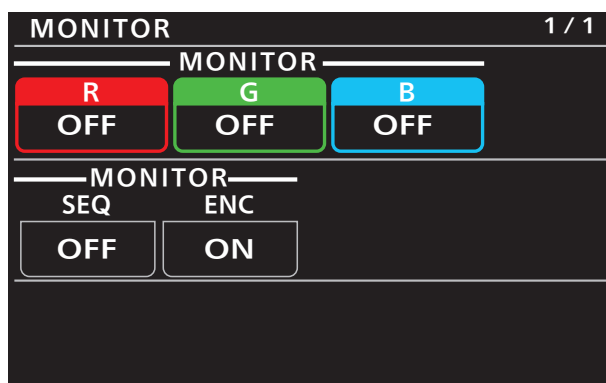 MONITOR 1 / 1
MONITOR
R G B
OFF OFF OFF
MONITOR
SEQ ENC
OFF ON